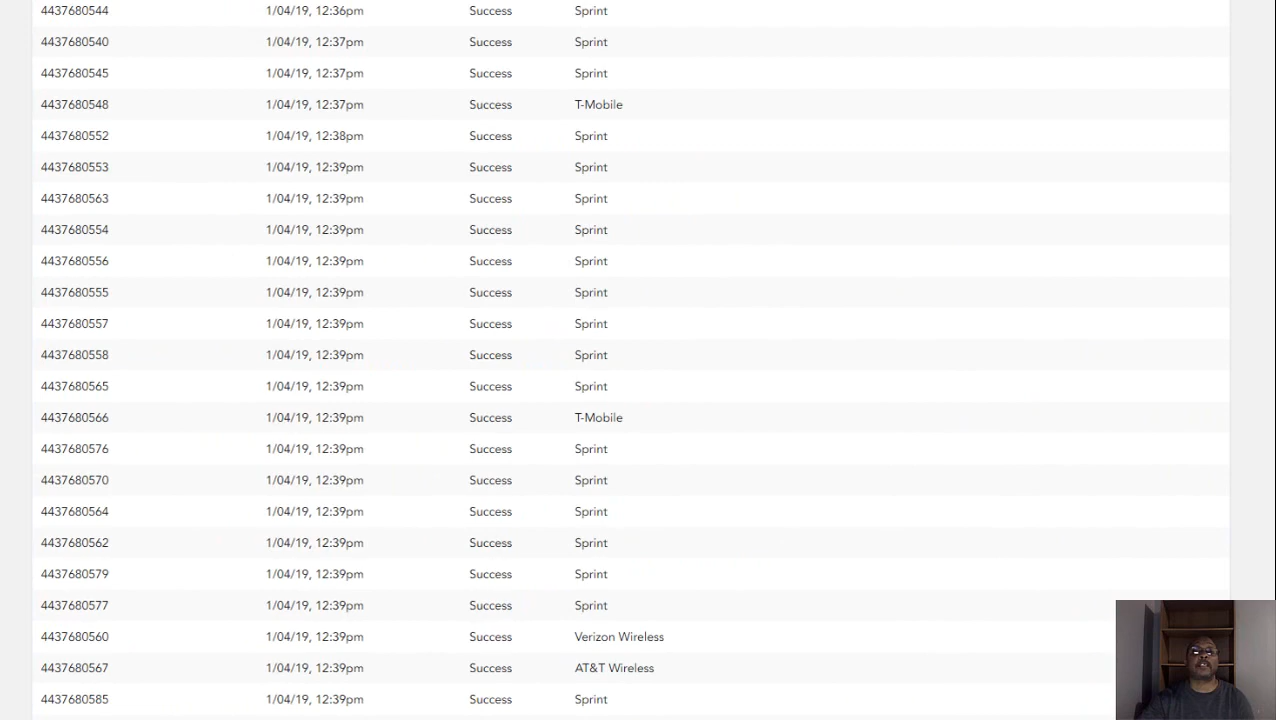 4437680544 1/04/19, 12:36pm Success Sprint
4437680540 1/04/19, 12:37pm Success Sprint
4437680545 1/04/19, 12:37pm Success Sprint
4437680548 1/04/19, 12:37pm Success T-Mobile
4437680552 1/04/19, 12:38pm Success Sprint
4437680553 1/04/19, 12:39pm Success Sprint
4437680563 1/04/19, 12:39pm Success Sprint
4437680554 1/04/19, 12:39pm Success Sprint
4437680556 1/04/19, 12:39pm Success Sprint
4437680555 1/04/19, 12:39pm Success Sprint
4437680557 1/04/19, 12:39pm Success Sprint
4437680558 1/04/19, 12:39pm Success Sprint
4437680565 1/04/19, 12:39pm Success Sprint
4437680566 1/04/19, 12:39pm Success T-Mobile
4437680576 1/04/19, 12:39pm Success Sprint
4437680570 1/04/19, 12:39pm Success Sprint
4437680564 1/04/19, 12:39pm Success Sprint
4437680562 1/04/19, 12:39pm Success Sprint
4437680579 1/04/19, 12:39pm Success Sprint
4437680577 1/04/19, 12:39pm Success Sprint
4437680560 1/04/19, 12:39pm Success Verizon Wireless
4437680567 1/04/19, 12:39pm Success AT&T Wireless
4437680585 1/04/19, 12:39pm Success Sprint